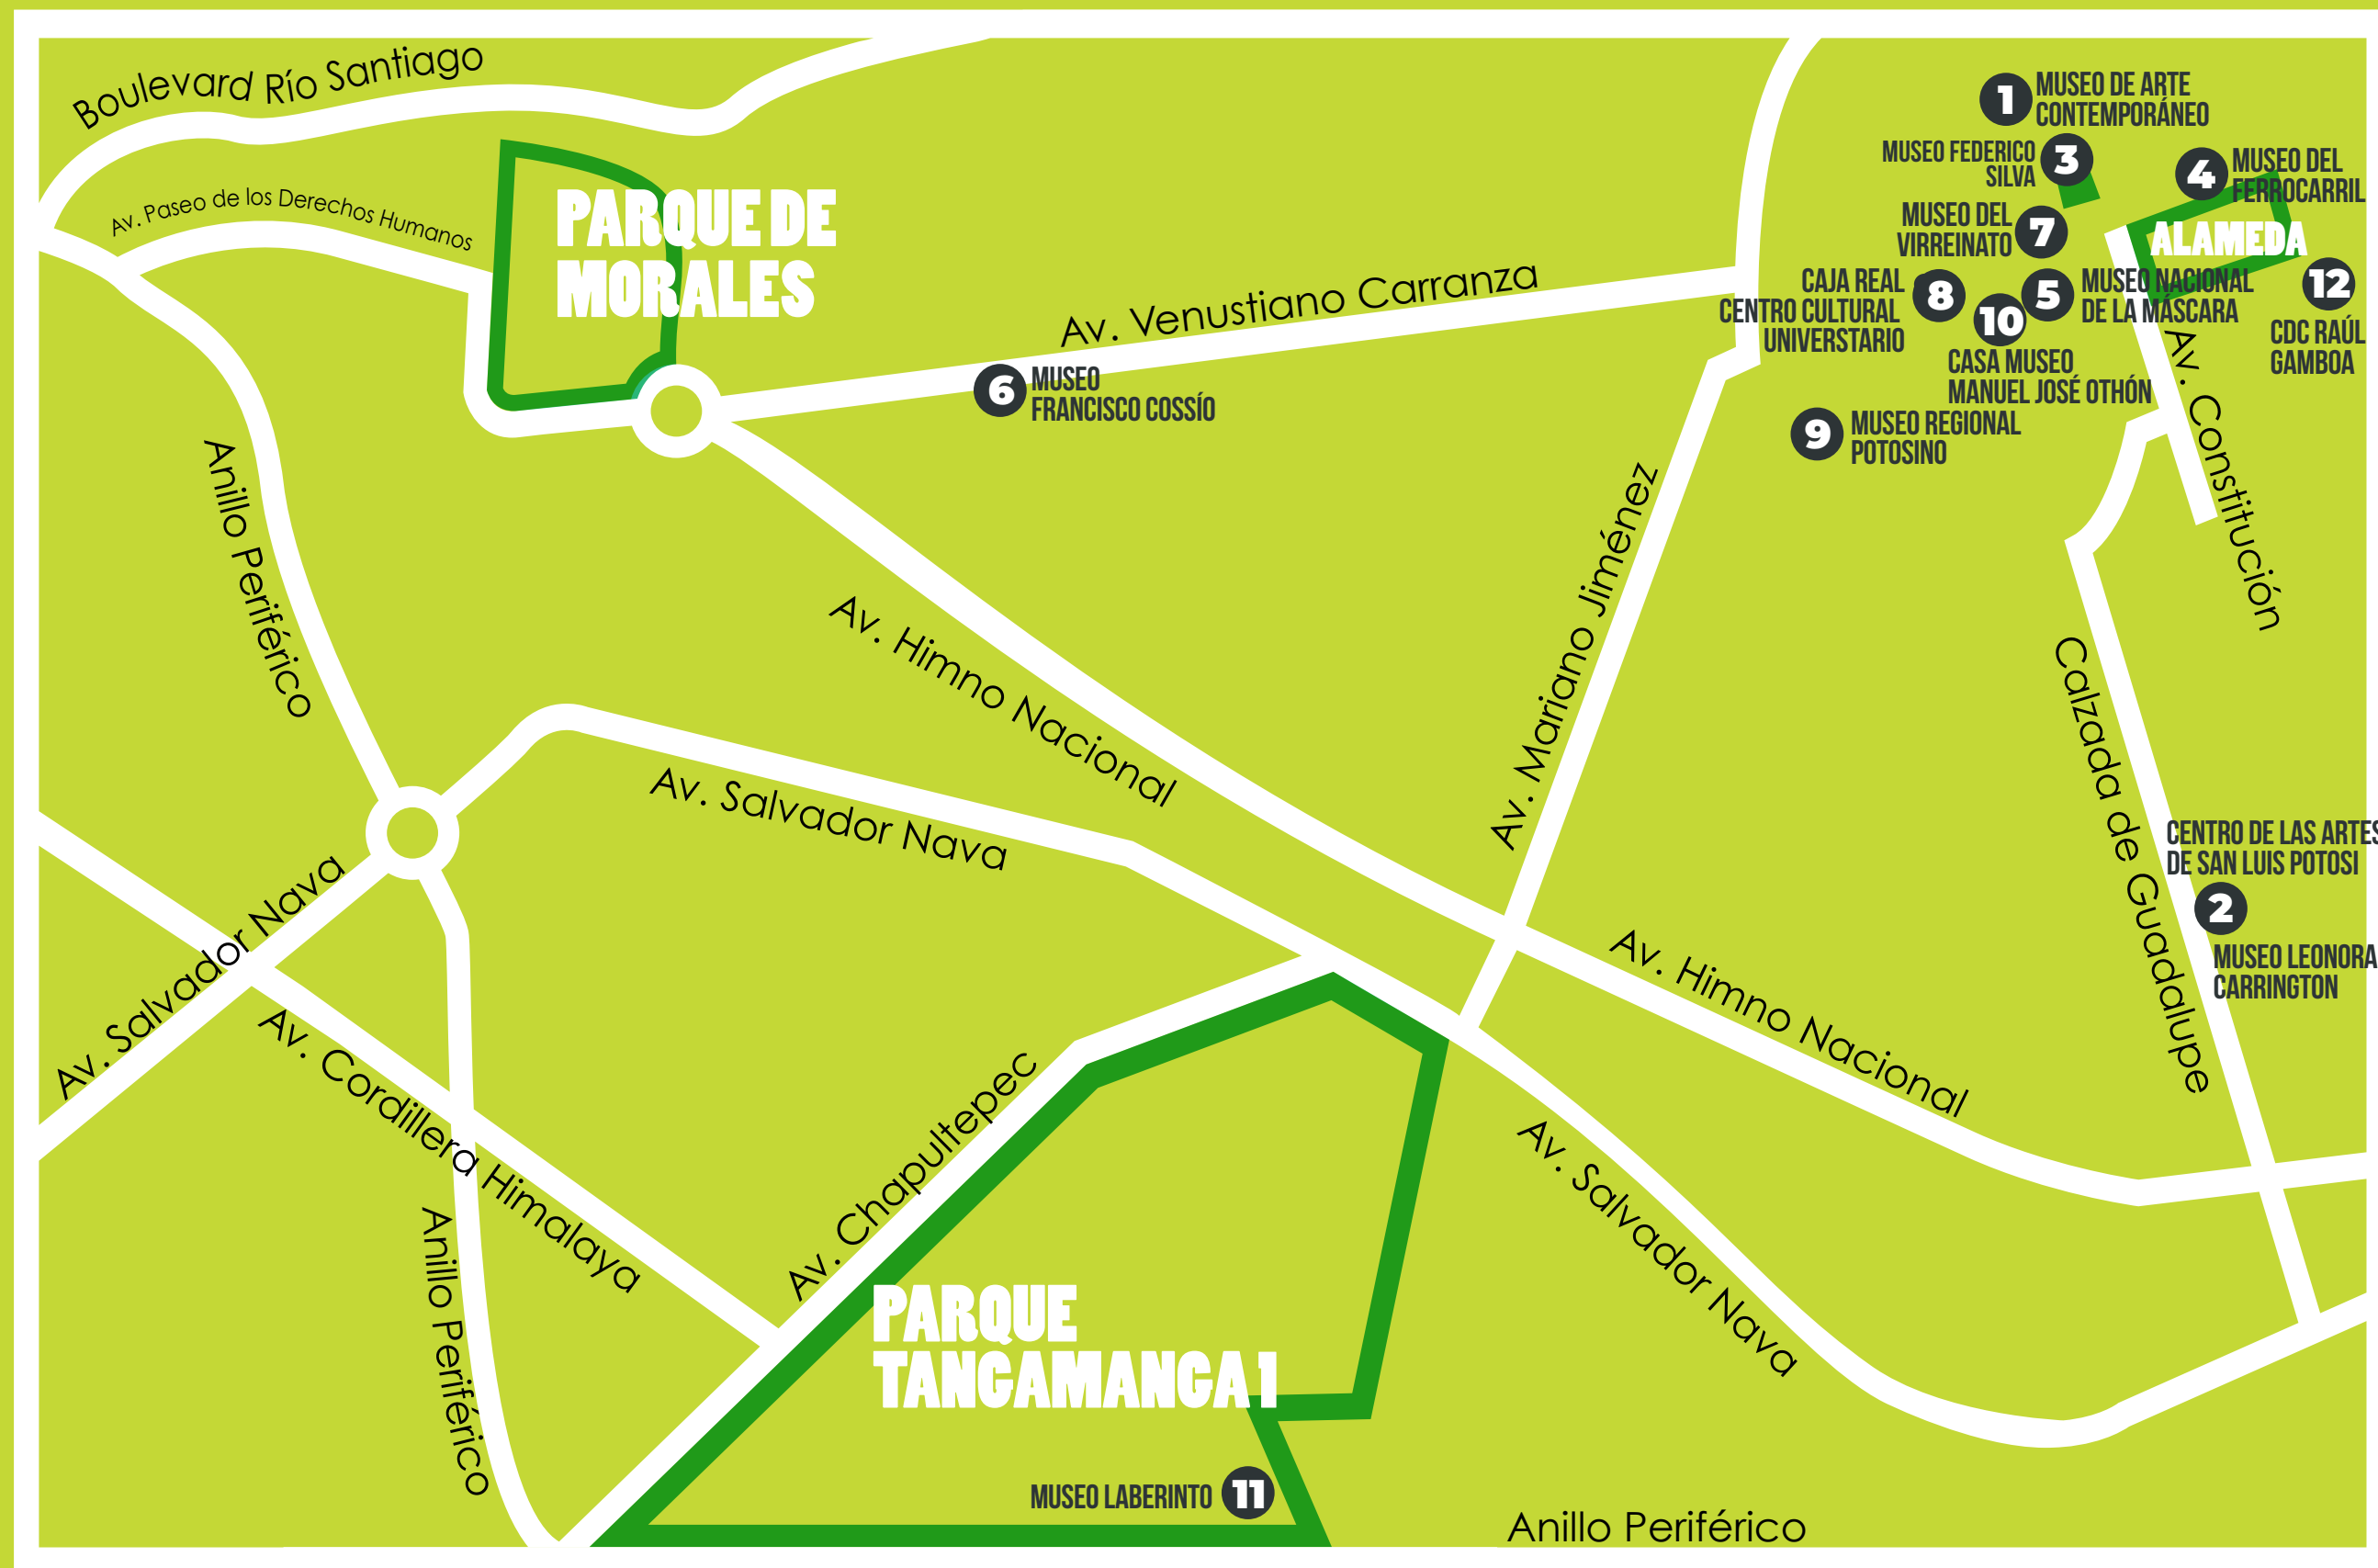 Boulevard Río Santiago
Av. Paseo de los Derechos Humanos
PARQUE DE
MORALES
Av. Venustiano Carranza
6 MUSEO
FRANCISCO COSSÍO
1 MUSEO DE ARTE
CONTEMPORÁNEO
MUSEO FEDERICO
SILVA
3
4 MUSEO DEL
FERROCARRIL
MUSEO DEL
VIRREINATO
7
ALAMEDA
CAJA REAL
CENTRO CULTURAL
UNIVERSTARIO
8
10
CASA MUSEO
MANUEL JOSÉ OTHÓN
5 MUSEO NACIONAL
DE LA MÁSCARA
12
CDC RAÚL
GAMBOA
9 MUSEO REGIONAL
POTOSINO
Av. Constitución
Anillo Periférico
Av. Himno Nacional
Av. Mariano Jiménez
Calzada de Guadalupe
Av. Salvador Nava
Av. Salvador Nava
CENTRO DE LAS ARTES
DE SAN LUIS POTOSI
2
MUSEO LEONORA
CARRINGTON
Av. Himno Nacional
Av. Cordillera Himalaya
Av. Chapultepec
Av. Salvador Nava
Anillo Periférico
PARQUE
TANGAMANGA 1
MUSEO LABERINTO 11
Anillo Periférico